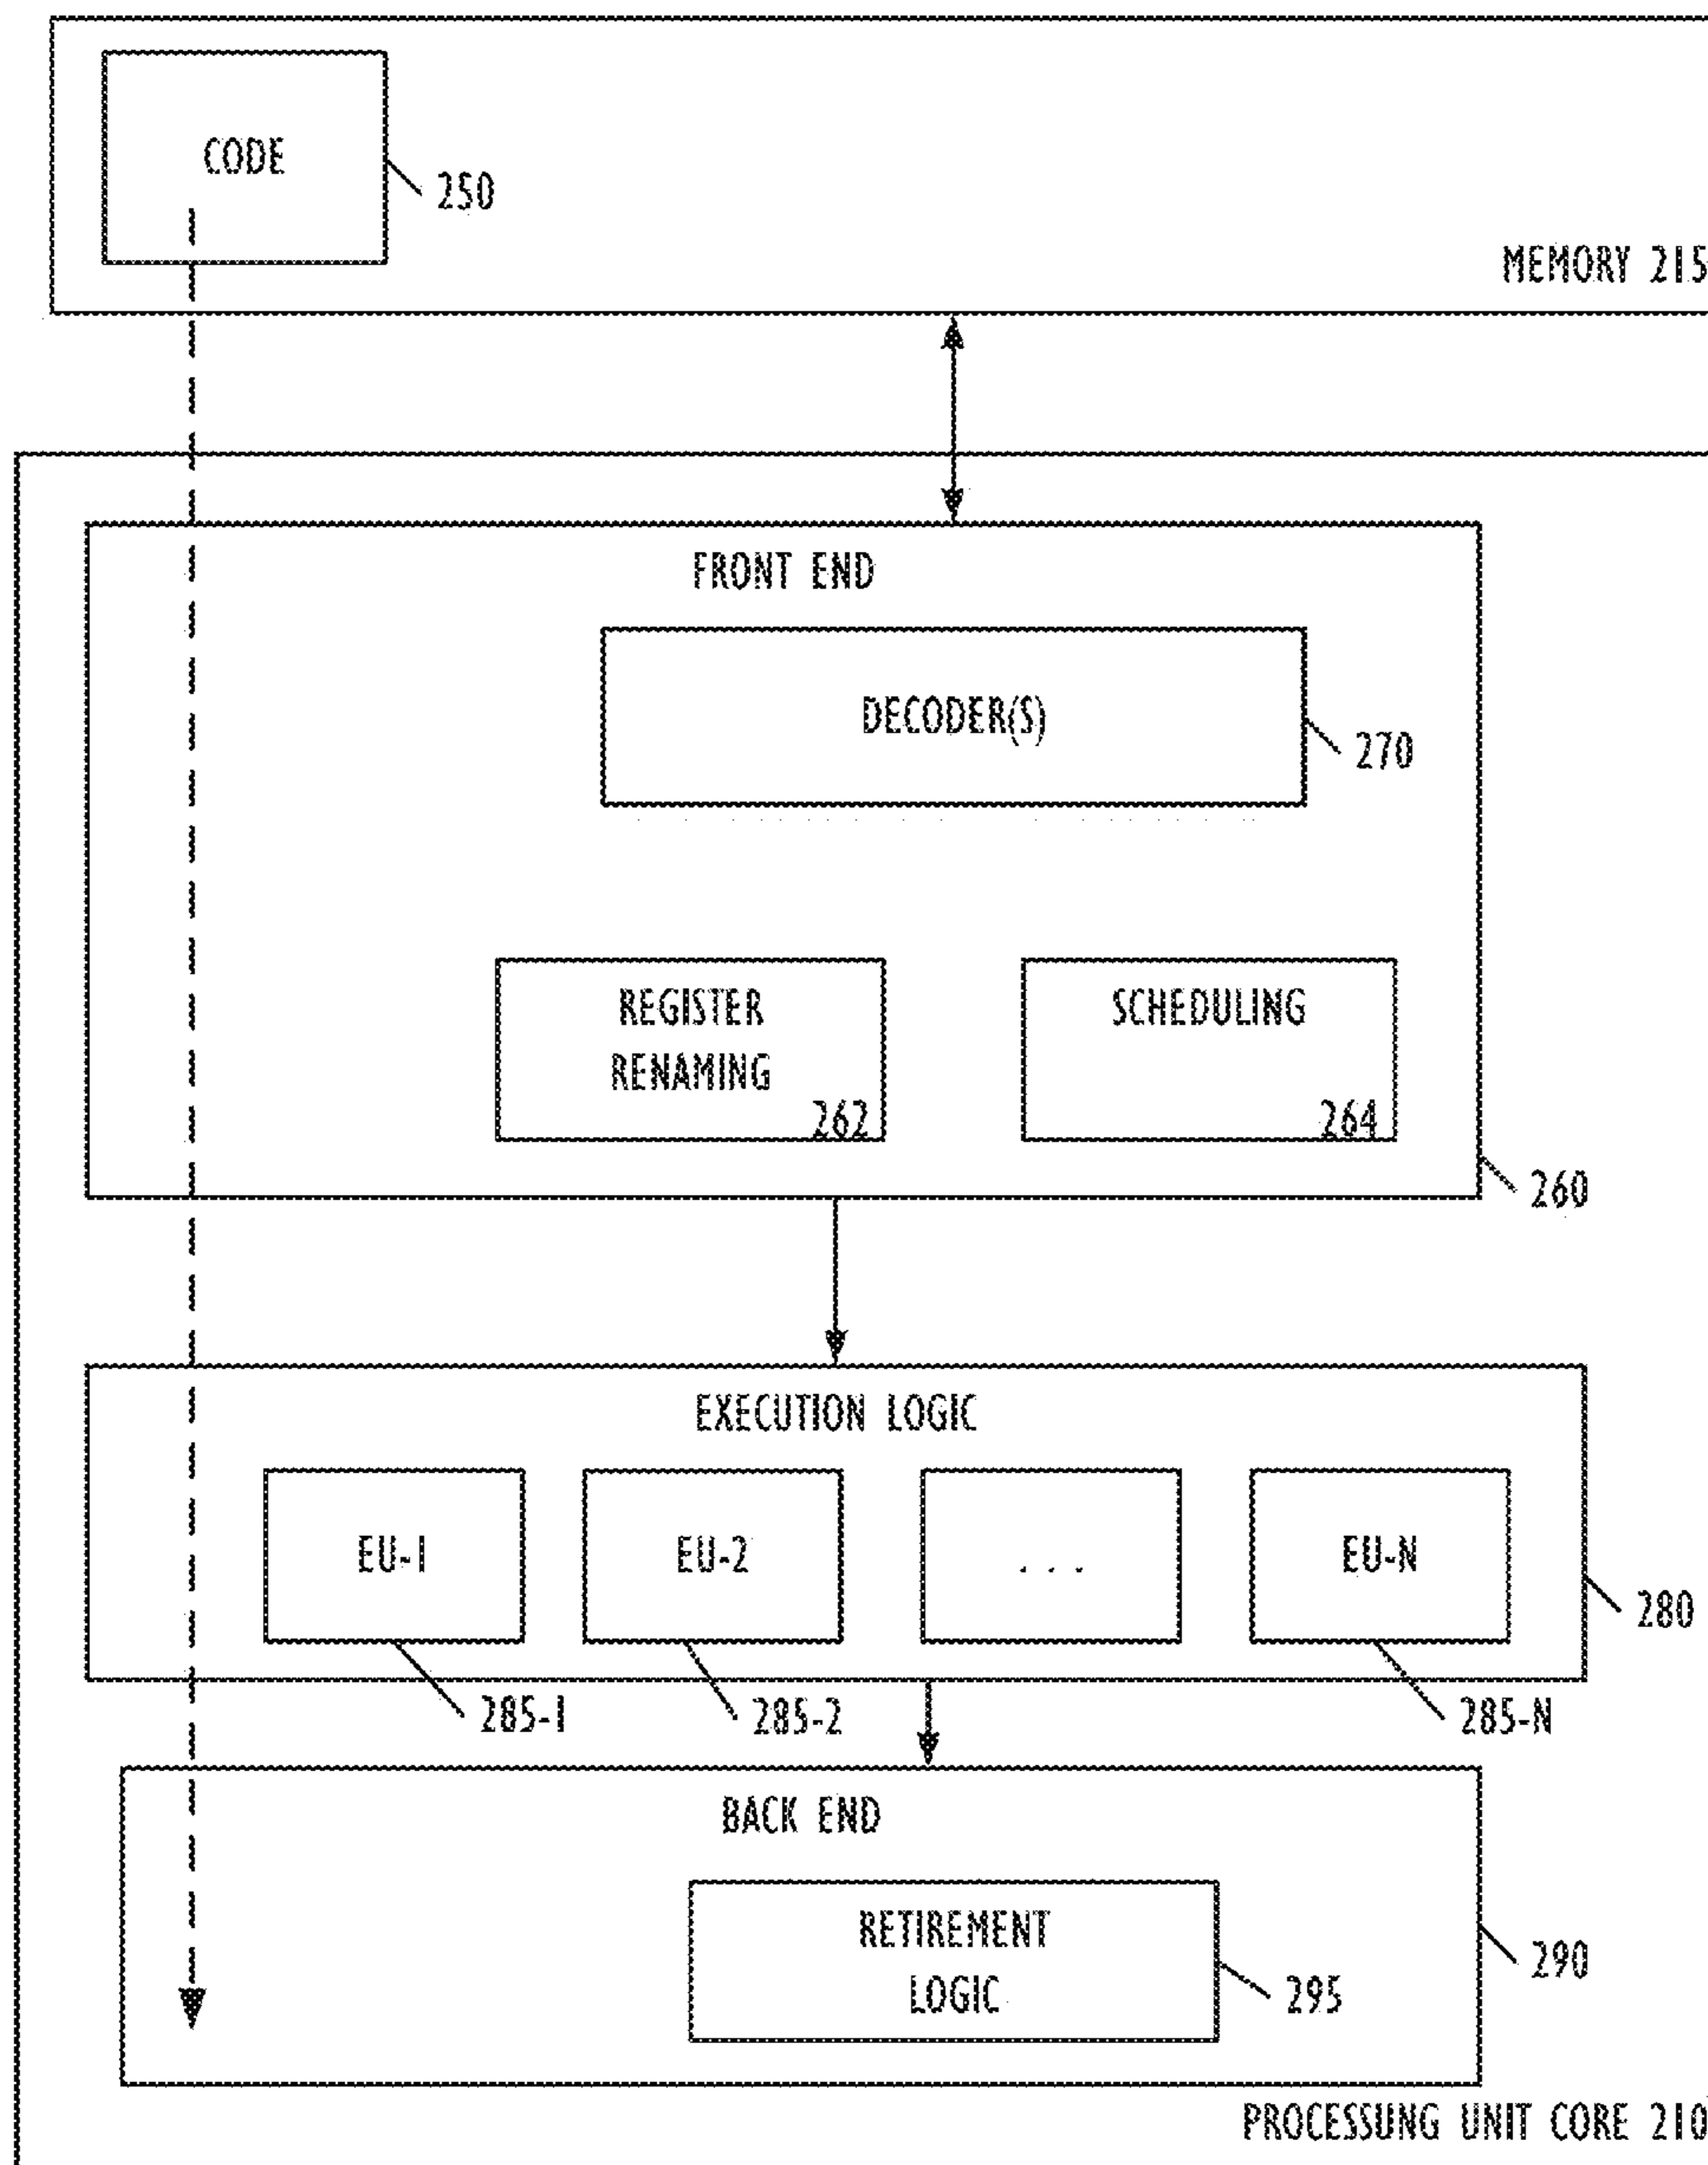 CODE
250
MEMORY 215
FRONT END
DECODER(S)
270
REGISTER
RENAMING
262
SCHEDULING
264
260
EXECUTION LOGIC
EU-1
EU-2
. . .
EU-N
280
285-1
285-2
285-N
BACK END
RETIREMENT
LOGIC
295
290
PROCESSUNG UNIT CORE 210